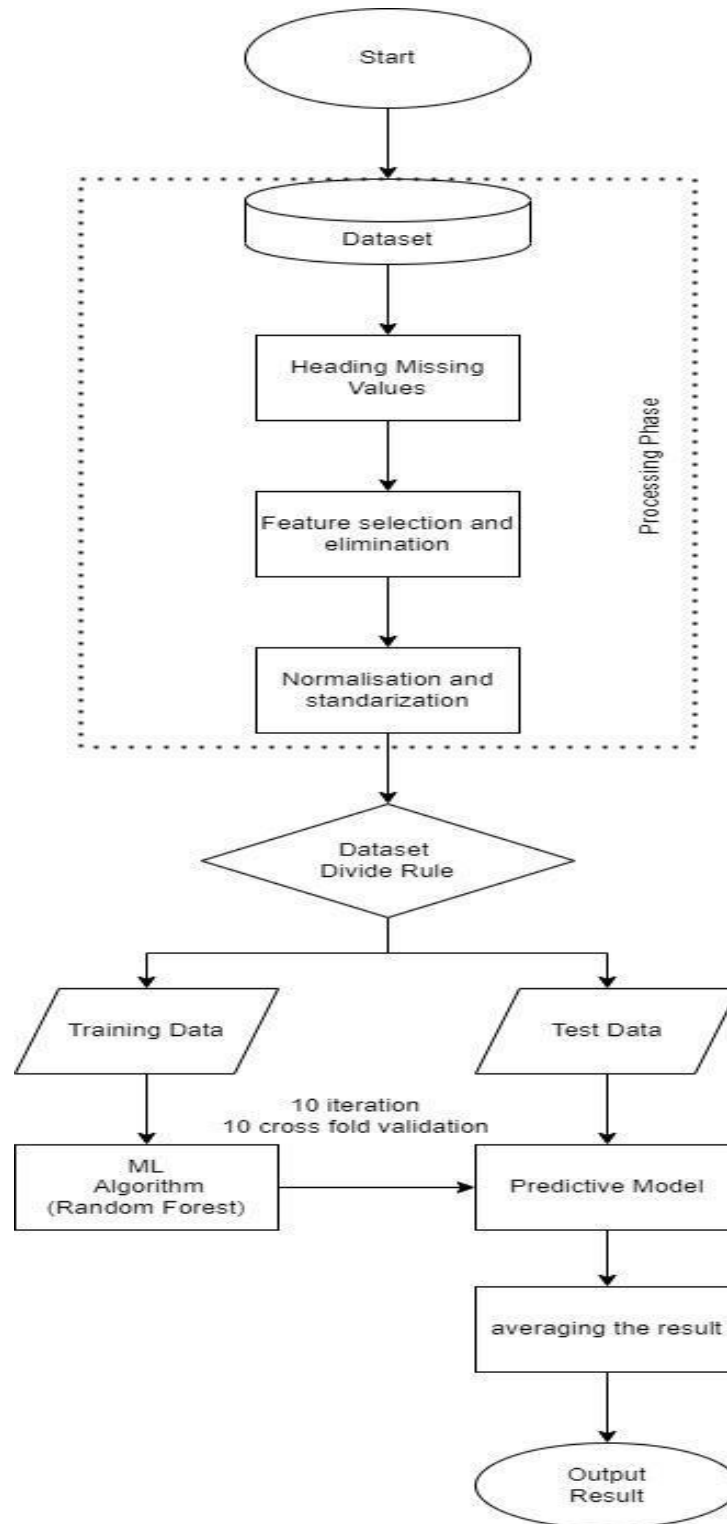 Start
Dataset
Heading Missing
Values
Processing Phase
Feature selection and
elimination
Normalisation and
standarization
Dataset
Divide Rule
Training Data
Test Data
10 iteration
10 cross fold validation
ML
Algorithm
(Random Forest)
Predictive Model
averaging the result
Output
Result